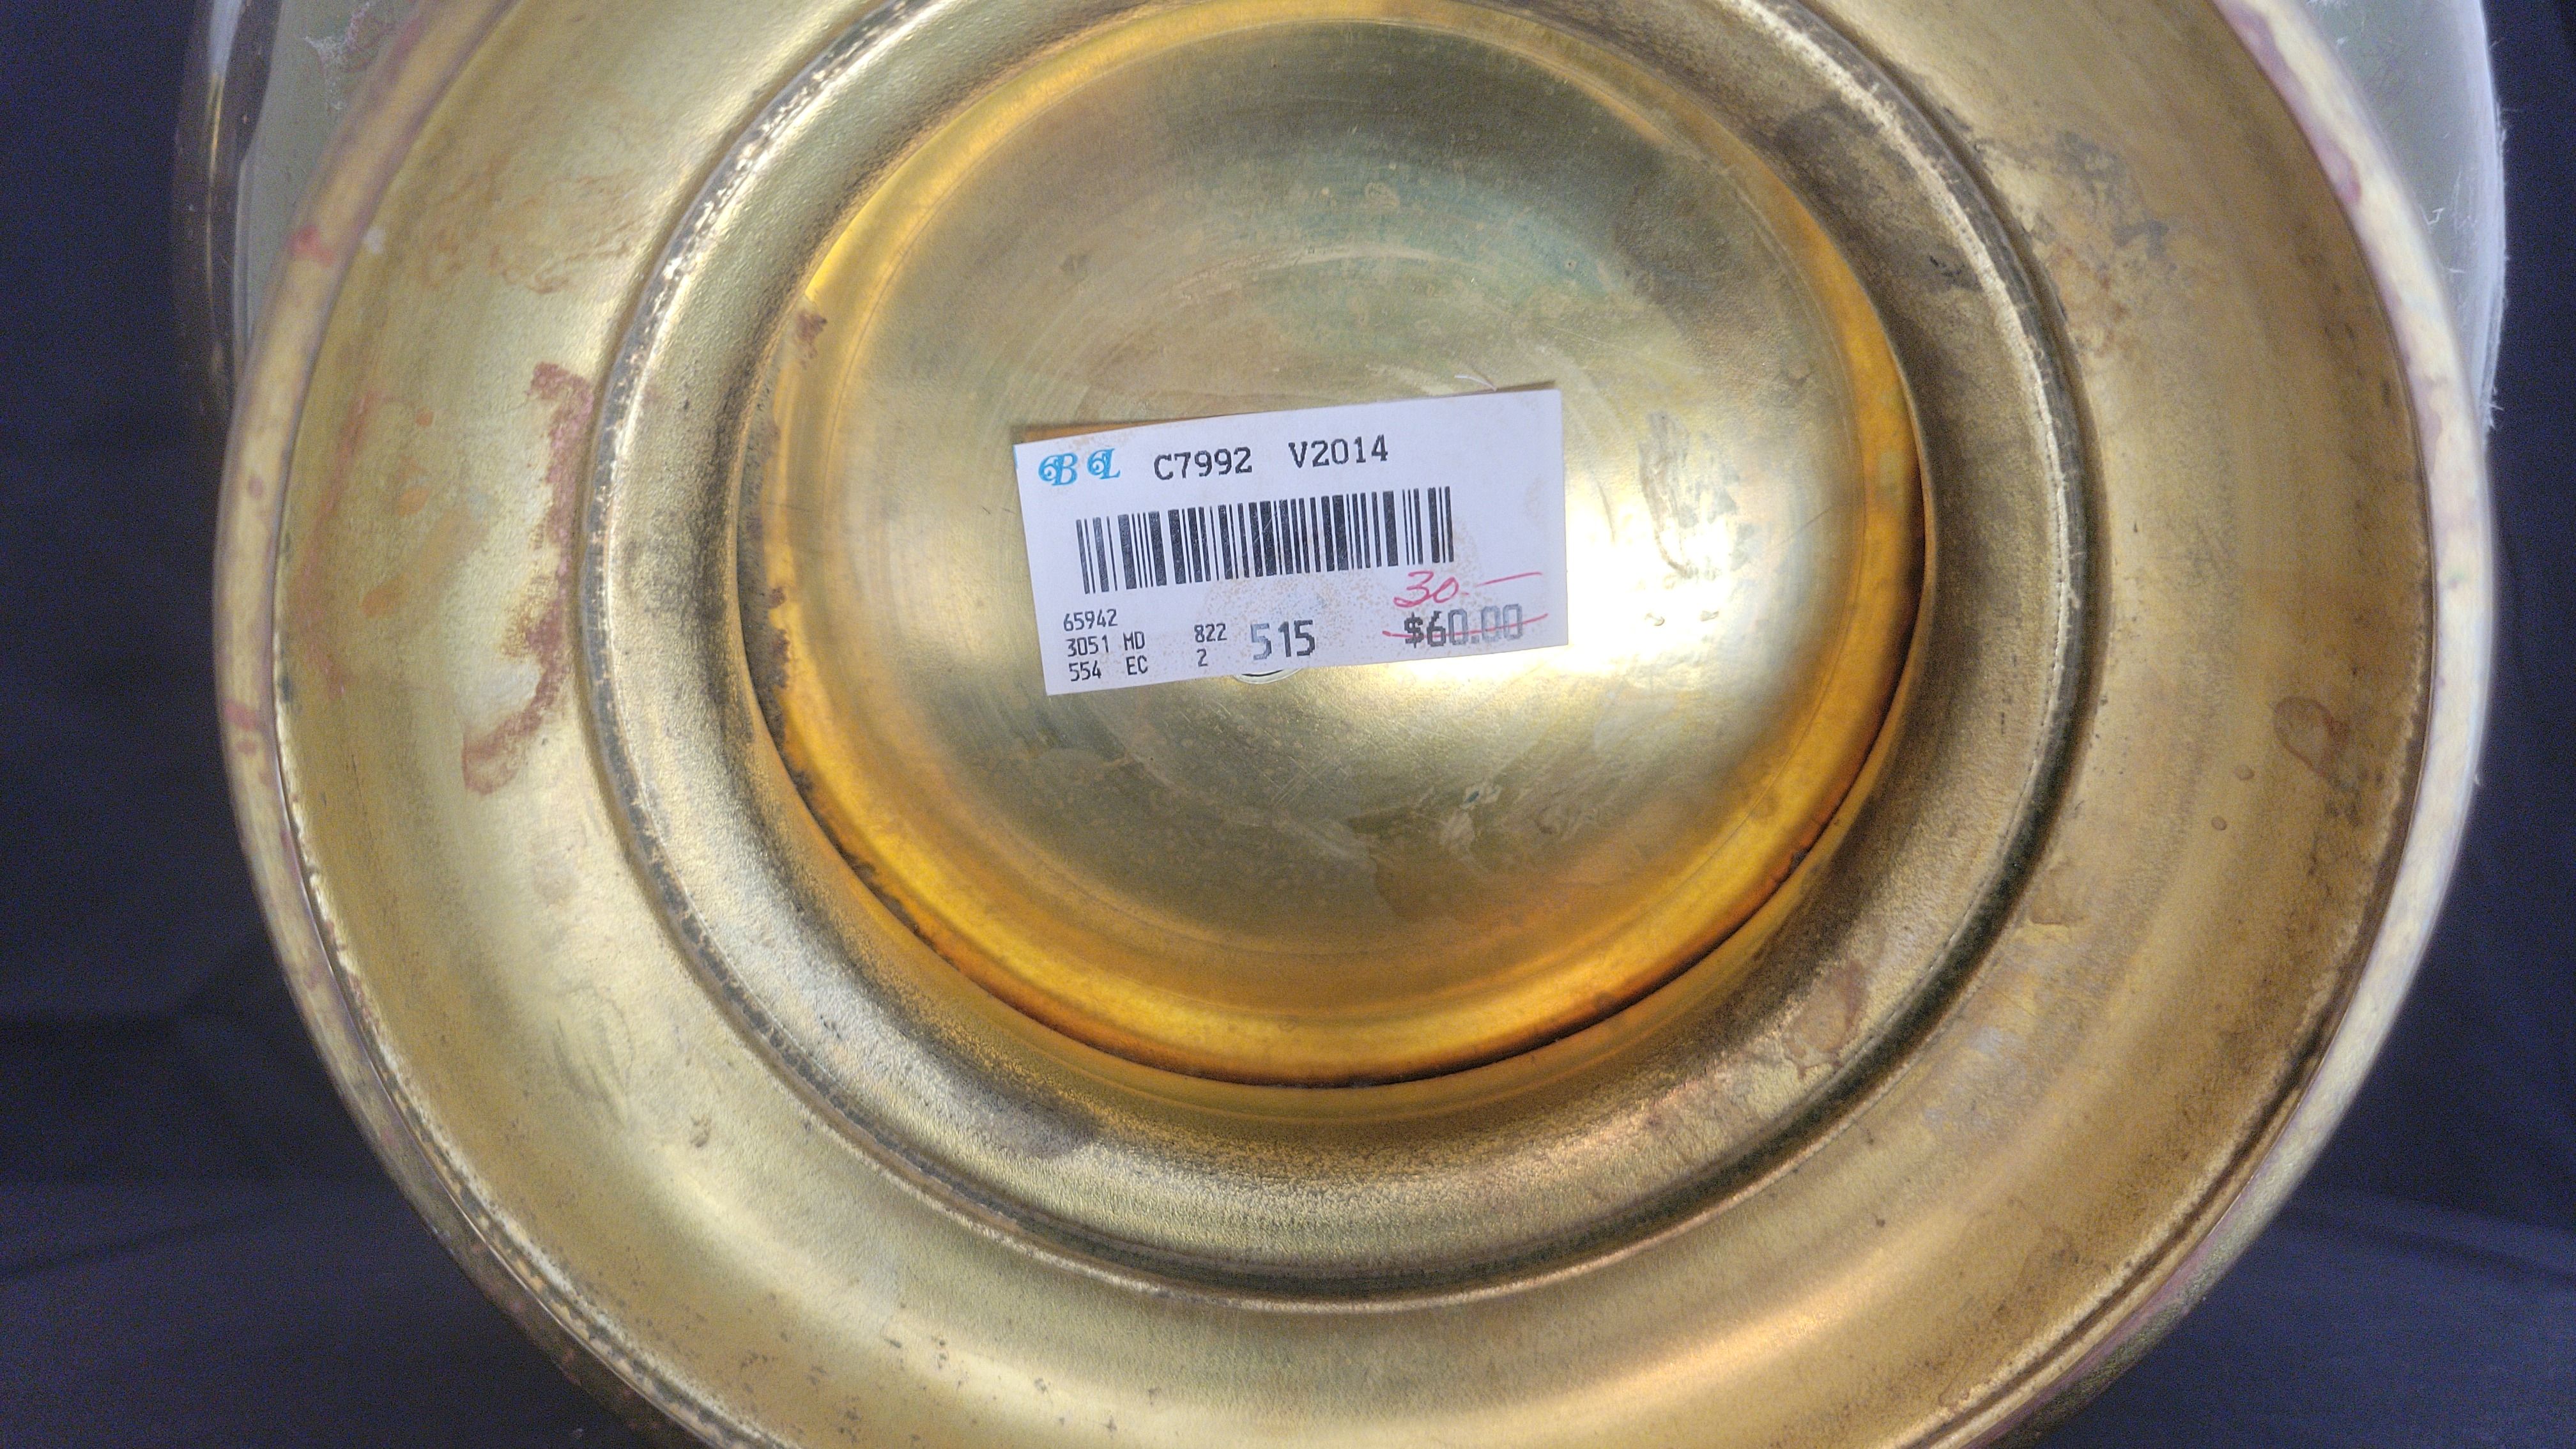 BL C7992 V2014
30—
65942
3051 MD 822 515 $60.00
554 EC 2